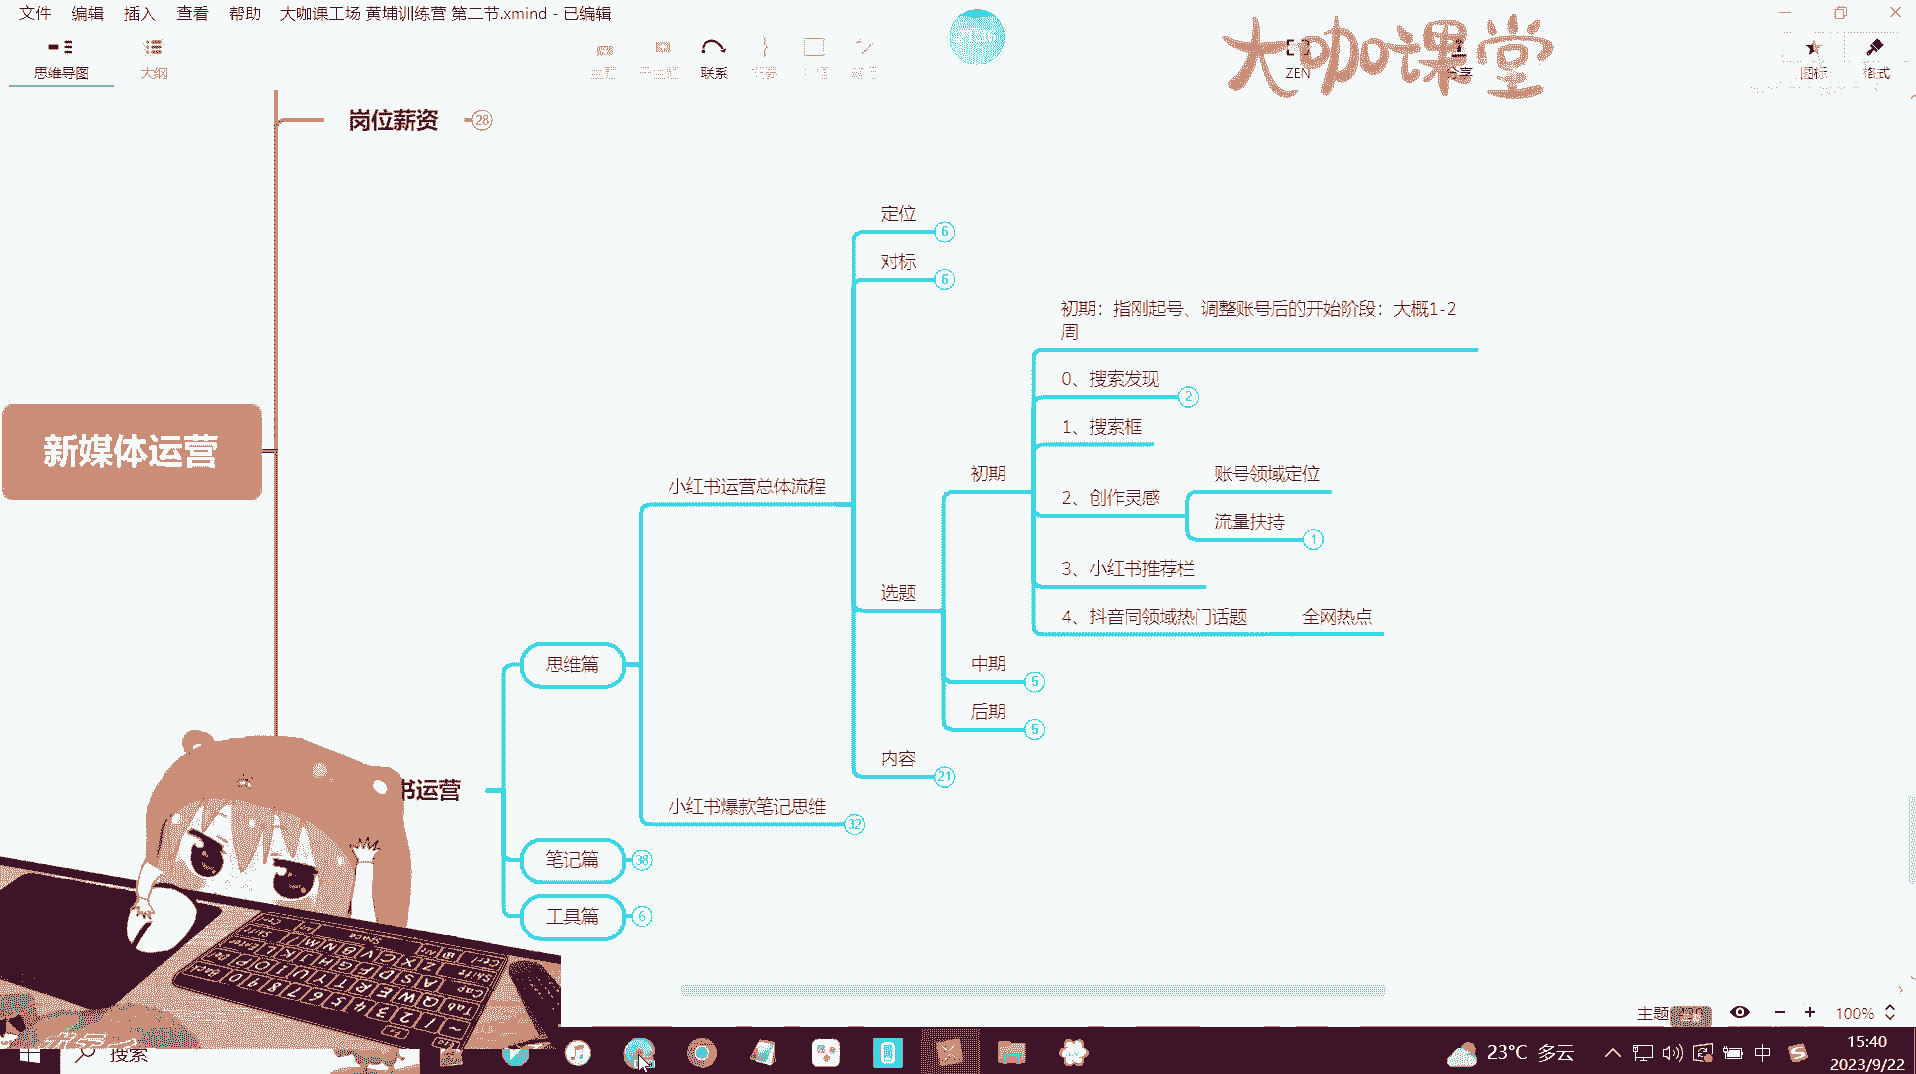 文件 编辑 插入 查看 帮助 大咖课工场 黄埔训练营 第二节.xmind - 已编辑
思维导图
大纲
联系
ZEN
分享
图标
格式
大咖课堂
岗位薪资
28
定位
6
对标
6
初期：指刚起号、调整账号后的开始阶段：大概1-2
周
0、搜索发现
2
1、搜索框
初期
账号领域定位
2、创作灵感
流量扶持
1
新媒体运营
小红书运营总体流程
3、小红书推荐栏
选题
4、抖音同领域热门话题
全网热点
思维篇
中期
5
后期
5
内容
21
书运营
小红书爆款笔记思维
32
笔记篇
38
工具篇
6
主题
100%
搜索
23°C 多云
中
15:40
2023/9/22